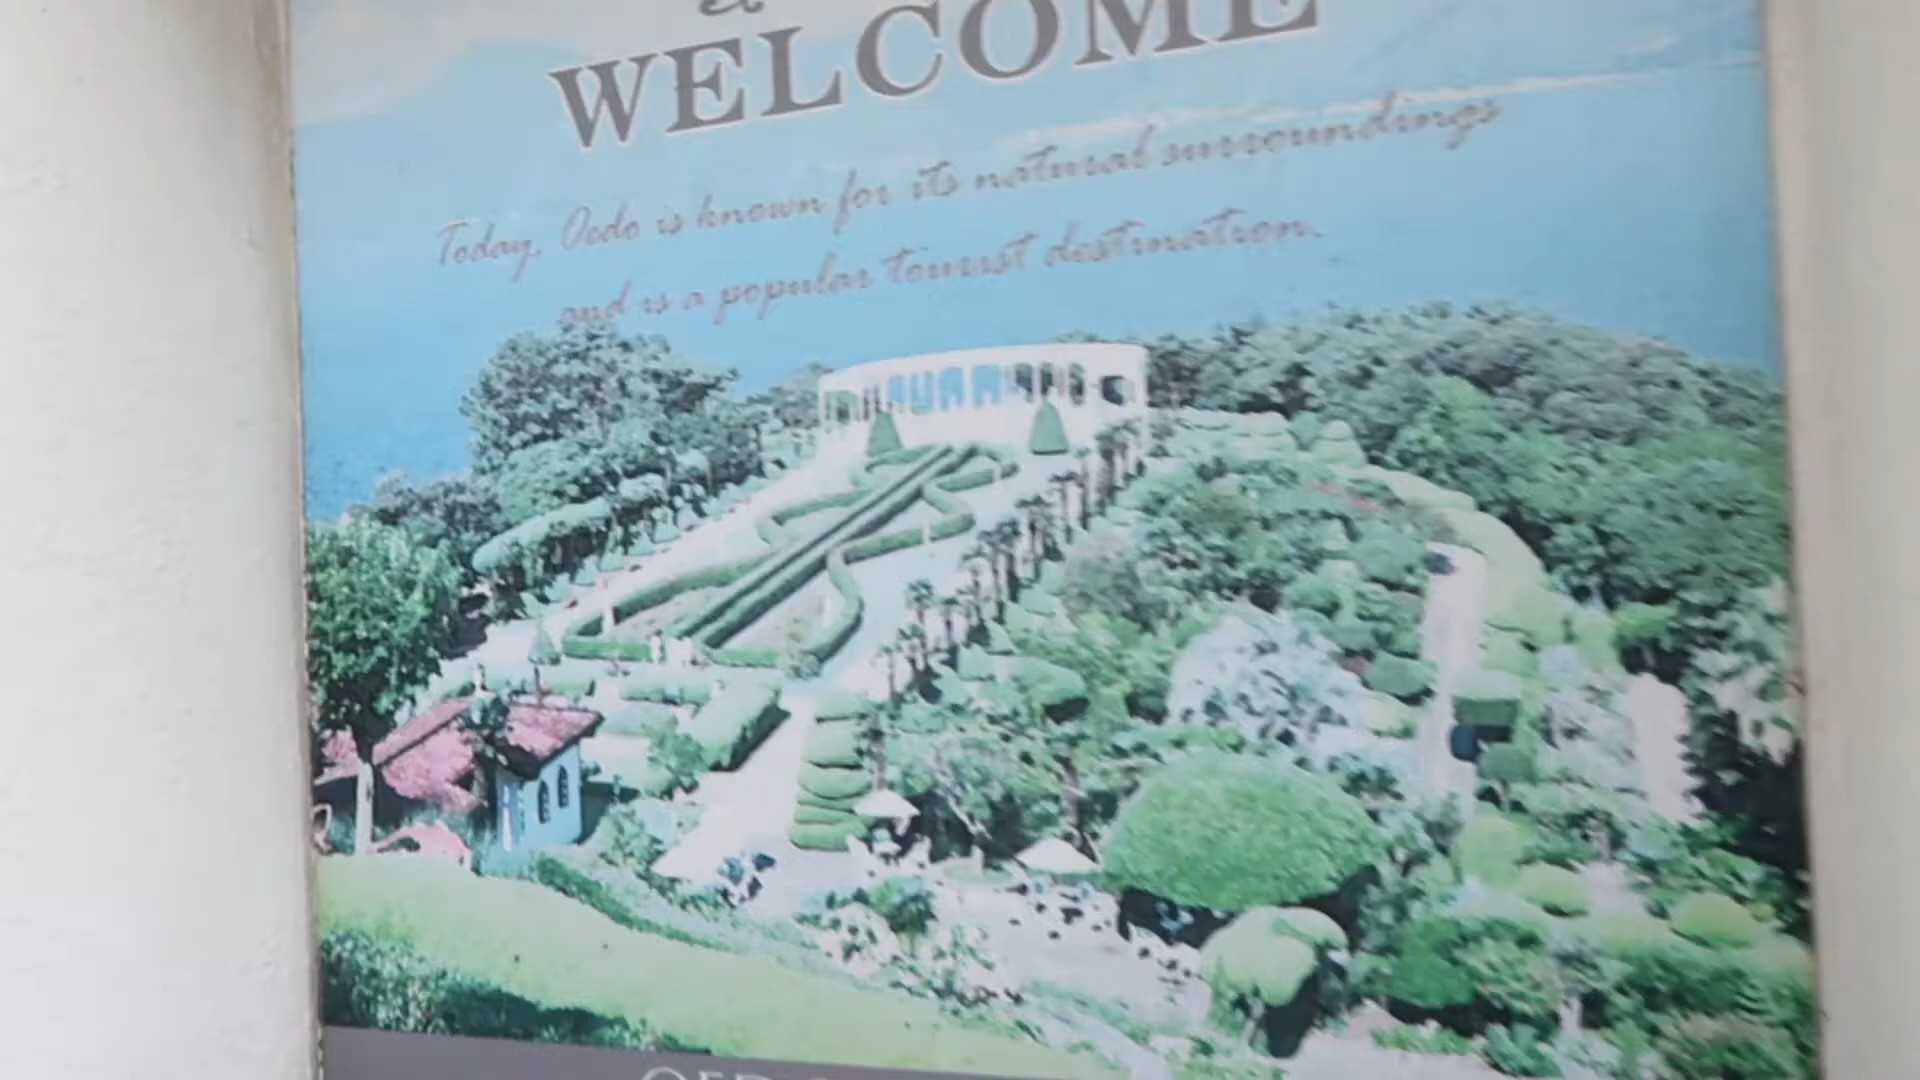 WELCOME
Today, Oedo is known for its natural surroundings
and is a popular tourist destination.